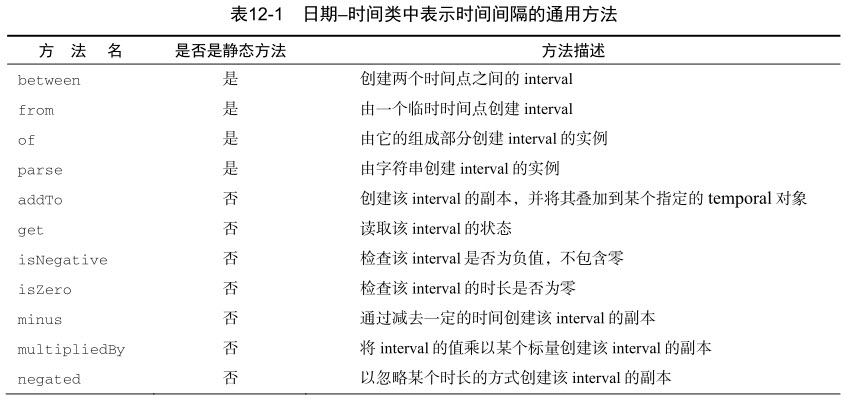 表12-1 日期–时间类中表示时间间隔的通用方法
方 法 名 是否是静态方法 方法描述
between 是 创建两个时间点之间的 interval
from 是 由一个临时时间点创建 interval
of 是 由它的组成部分创建 interval 的实例
parse 是 由字符串创建 interval 的实例
addTo 否 创建该 interval 的副本，并将其叠加到某个指定的 temporal 对象
get 否 读取该 interval 的状态
isNegative 否 检查该 interval 是否为负值，不包含零
isZero 否 检查该 interval 的时长是否为零
minus 否 通过减去一定的时间创建该 interval 的副本
multipliedBy 否 将 interval 的值乘以某个标量创建该 interval 的副本
negated 否 以忽略某个时长的方式创建该 interval 的副本